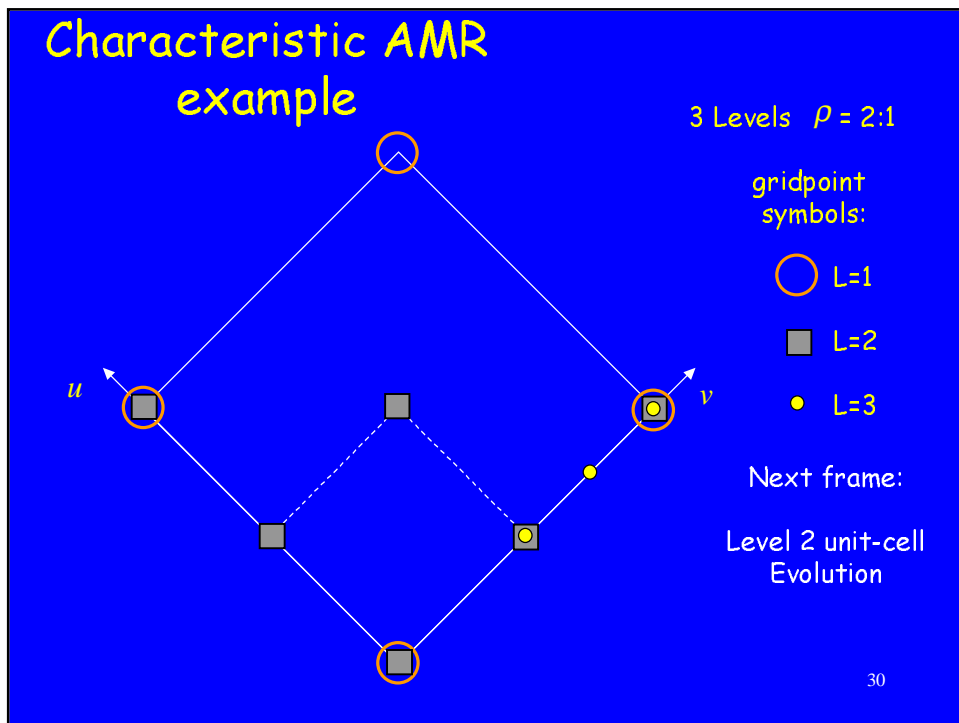 Characteristic AMR
example
3 Levels ρ = 2:1
gridpoint
symbols:
L=1
L=2
L=3
u
v
Next frame:
Level 2 unit-cell
Evolution
30